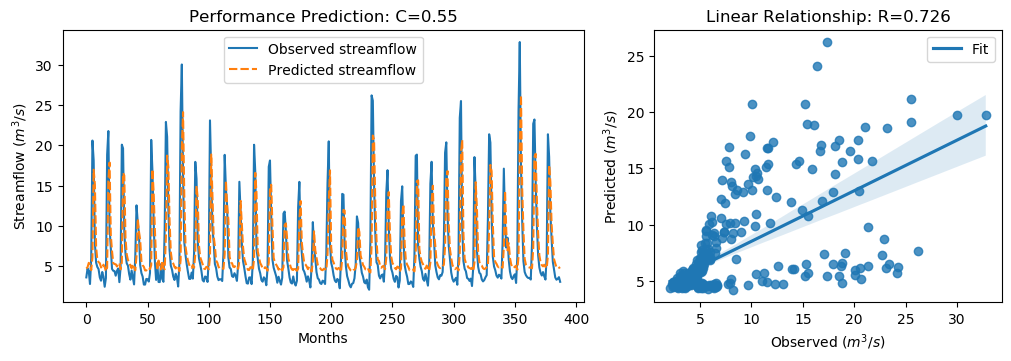 Performance Prediction: C=0.55
Observed streamflow
Predicted streamflow
Streamflow (m³/s)
30
25
20
15
10
5
0
50
100
150
200
250
300
350
400
Months
Linear Relationship: R=0.726
Fit
Predicted (m³/s)
25
20
15
10
5
5
10
15
20
25
30
Observed (m³/s)